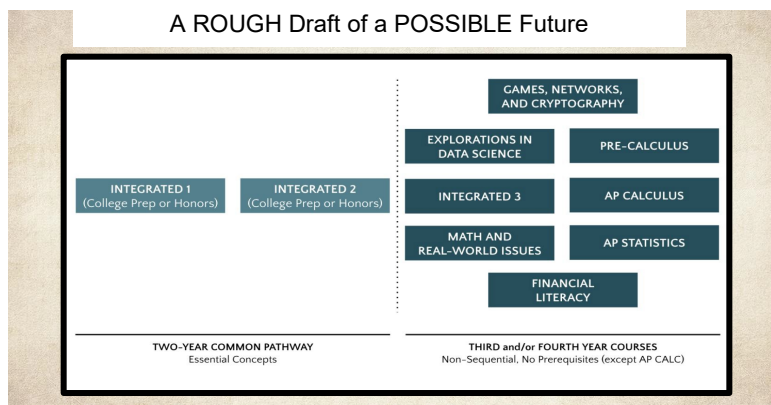 A ROUGH Draft of a POSSIBLE Future
GAMES, NETWORKS,
AND CRYPTOGRAPHY
EXPLORATIONS IN
DATA SCIENCE
PRE-CALCULUS
INTEGRATED 1
(College Prep or Honors)
INTEGRATED 2
(College Prep or Honors)
INTEGRATED 3
AP CALCULUS
MATH AND
REAL-WORLD ISSUES
AP STATISTICS
FINANCIAL
LITERACY
TWO-YEAR COMMON PATHWAY
Essential Concepts
THIRD and/or FOURTH YEAR COURSES
Non-Sequential, No Prerequisites (except AP CALC)